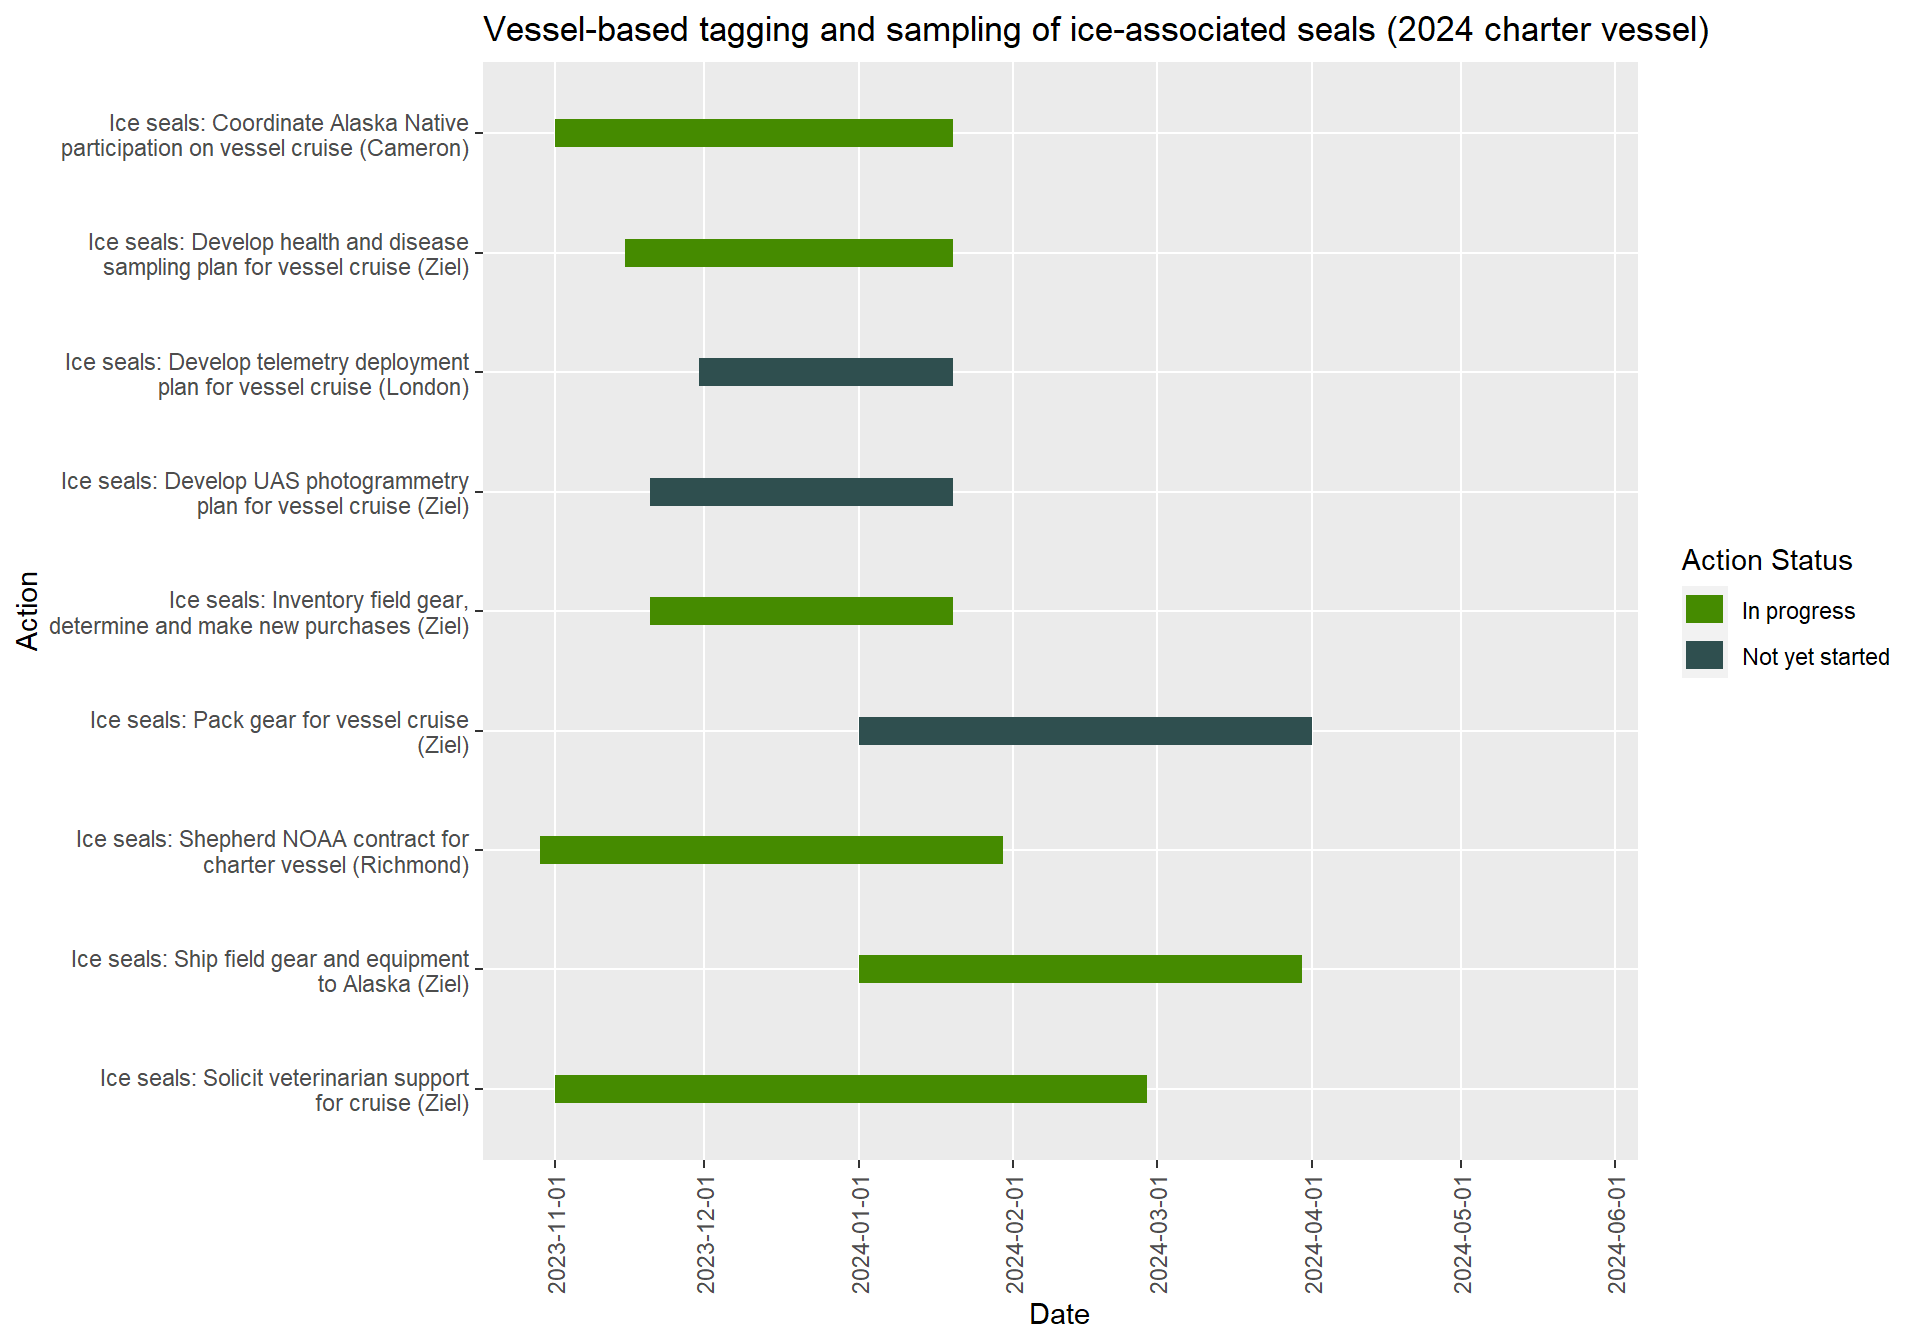 Vessel-based tagging and sampling of ice-associated seals (2024 charter vessel)
Ice seals: Coordinate Alaska Native
participation on vessel cruise (Cameron)
Ice seals: Develop health and disease
sampling plan for vessel cruise (Ziel)
Ice seals: Develop telemetry deployment
plan for vessel cruise (London)
Ice seals: Develop UAS photogrammetry
plan for vessel cruise (Ziel)
Ice seals: Inventory field gear,
determine and make new purchases (Ziel)
Ice seals: Pack gear for vessel cruise
(Ziel)
Ice seals: Shepherd NOAA contract for
charter vessel (Richmond)
Ice seals: Ship field gear and equipment
to Alaska (Ziel)
Ice seals: Solicit veterinarian support
for cruise (Ziel)
Action
2023-11-01
2023-12-01
2024-01-01
2024-02-01
2024-03-01
2024-04-01
2024-05-01
2024-06-01
Date
Action Status
In progress
Not yet started